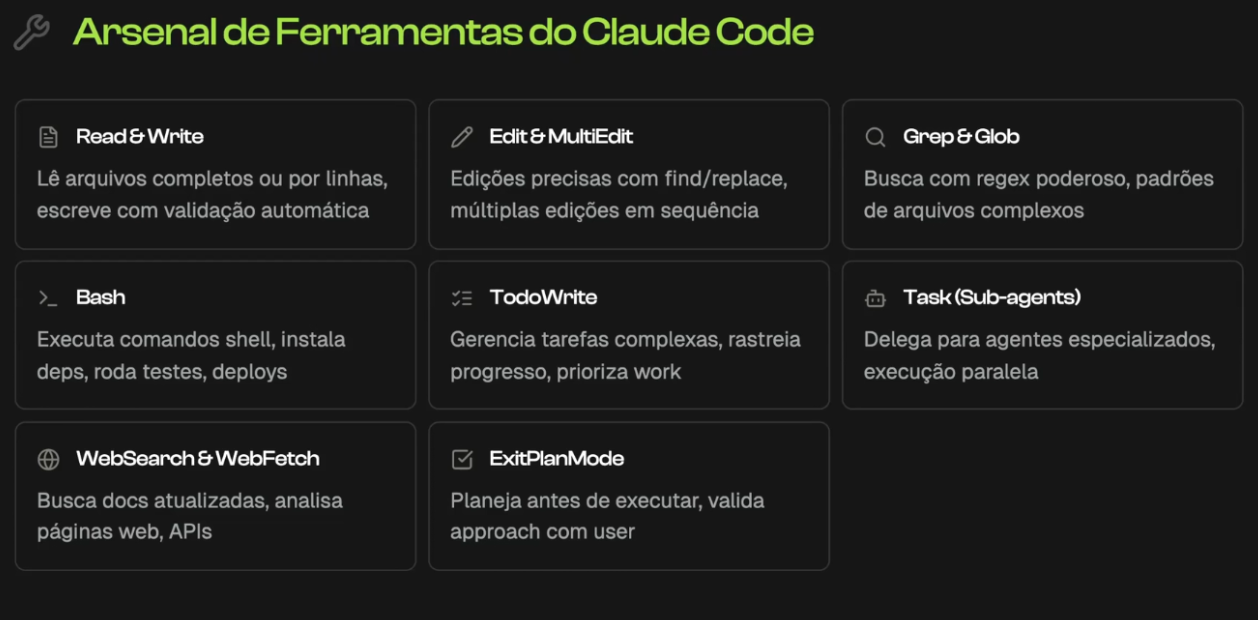 Arsenal de Ferramentas do Claude Code
Read & Write
Lê arquivos completos ou por linhas,
escreve com validação automática
Edit & MultiEdit
Edições precisas com find/replace,
múltiplas edições em sequência
Grep & Glob
Busca com regex poderoso, padrões
de arquivos complexos
Bash
Executa comandos shell, instala
deps, roda testes, deploys
TodoWrite
Gerencia tarefas complexas, rastreia
progresso, prioriza work
Task (Sub-agents)
Delega para agentes especializados,
execução paralela
WebSearch & WebFetch
Busca docs atualizadas, analisa
páginas web, APIs
ExitPlanMode
Planeja antes de executar, valida
approach com user